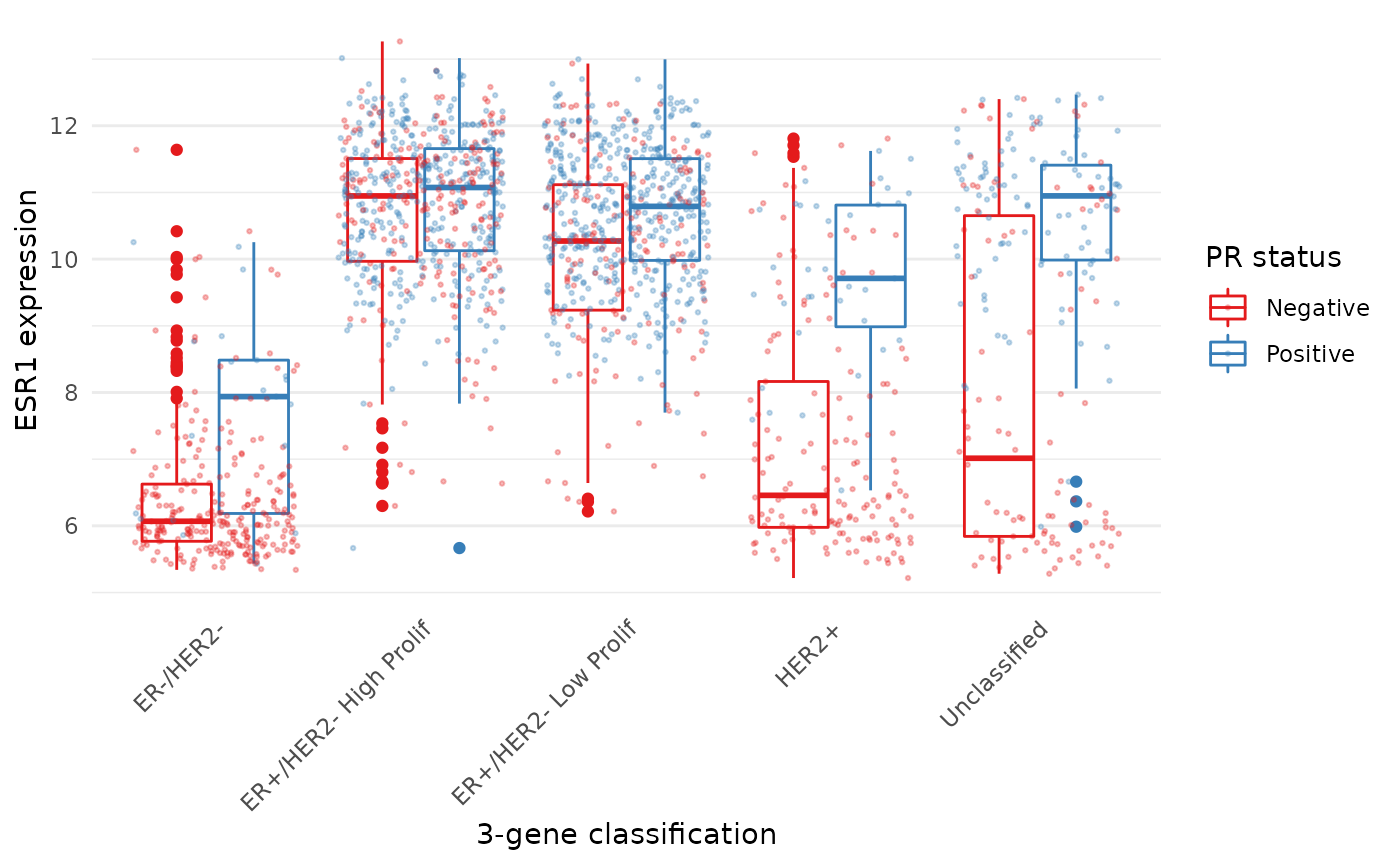 ESR1 expression
12
10
8
6
ER-/HER2-
ER+/HER2- High Prolif
ER+/HER2- Low Prolif
HER2+
Unclassified
3-gene classification
PR status
Negative
Positive